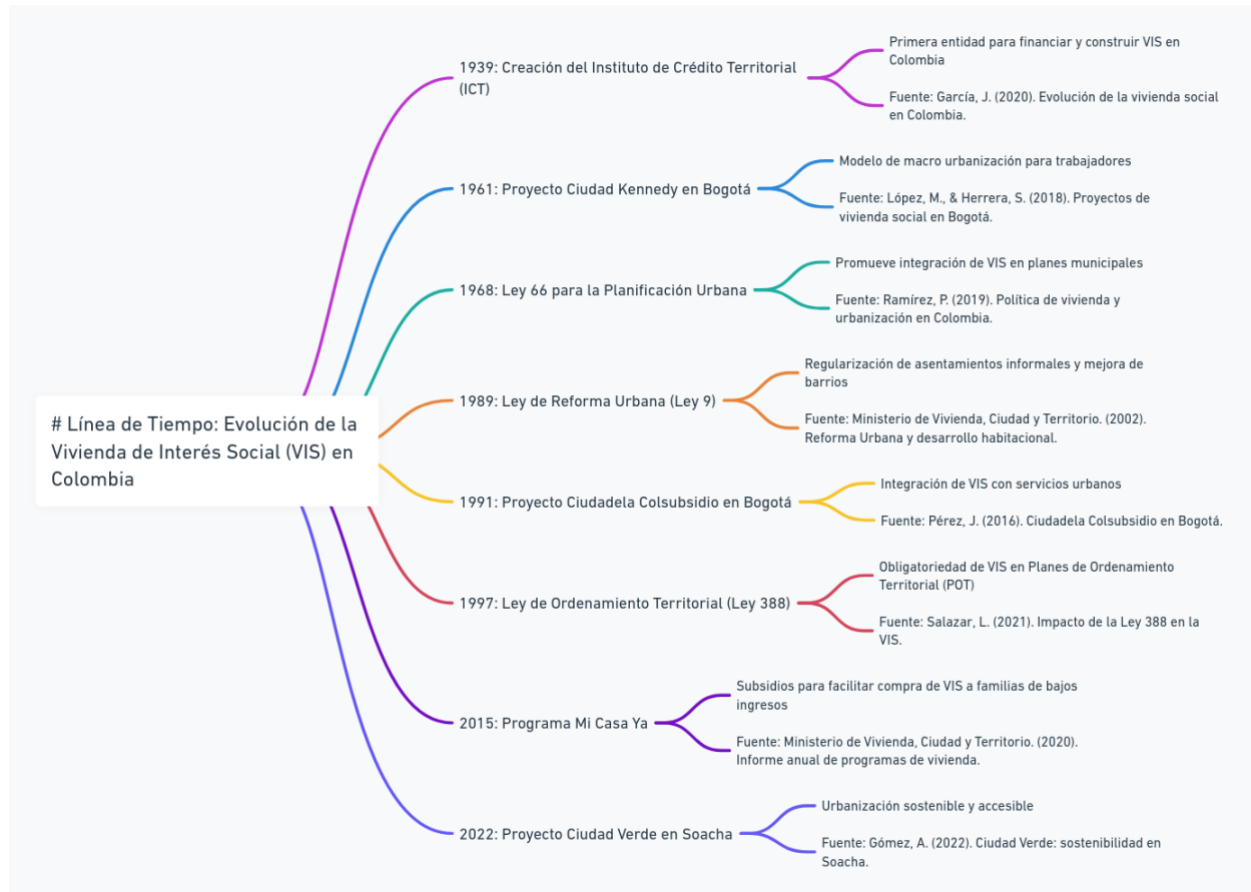 # Línea de Tiempo: Evolución de la
Vivienda de Interés Social (VIS) en
Colombia
1939: Creación del Instituto de Crédito Territorial
(ICT)
Primera entidad para financiar y construir VIS en
Colombia
Fuente: García, J. (2020). Evolución de la vivienda social
en Colombia.
1961: Proyecto Ciudad Kennedy en Bogotá
Modelo de macro urbanización para trabajadores
Fuente: López, M., & Herrera, S. (2018). Proyectos de
vivienda social en Bogotá.
1968: Ley 66 para la Planificación Urbana
Promueve integración de VIS en planes municipales
Fuente: Ramírez, P. (2019). Política de vivienda y
urbanización en Colombia.
1989: Ley de Reforma Urbana (Ley 9)
Regularización de asentamientos informales y mejora de
barrios
Fuente: Ministerio de Vivienda, Ciudad y Territorio. (2002).
Reforma Urbana y desarrollo habitacional.
1991: Proyecto Ciudadela Colsubsidio en Bogotá
Integración de VIS con servicios urbanos
Fuente: Pérez, J. (2016). Ciudadela Colsubsidio en Bogotá.
1997: Ley de Ordenamiento Territorial (Ley 388)
Obligatoriedad de VIS en Planes de Ordenamiento
Territorial (POT)
Fuente: Salazar, L. (2021). Impacto de la Ley 388 en la
VIS.
2015: Programa Mi Casa Ya
Subsidios para facilitar compra de VIS a familias de bajos
ingresos
Fuente: Ministerio de Vivienda, Ciudad y Territorio. (2020).
Informe anual de programas de vivienda.
2022: Proyecto Ciudad Verde en Soacha
Urbanización sostenible y accesible
Fuente: Gómez, A. (2022). Ciudad Verde: sostenibilidad en
Soacha.